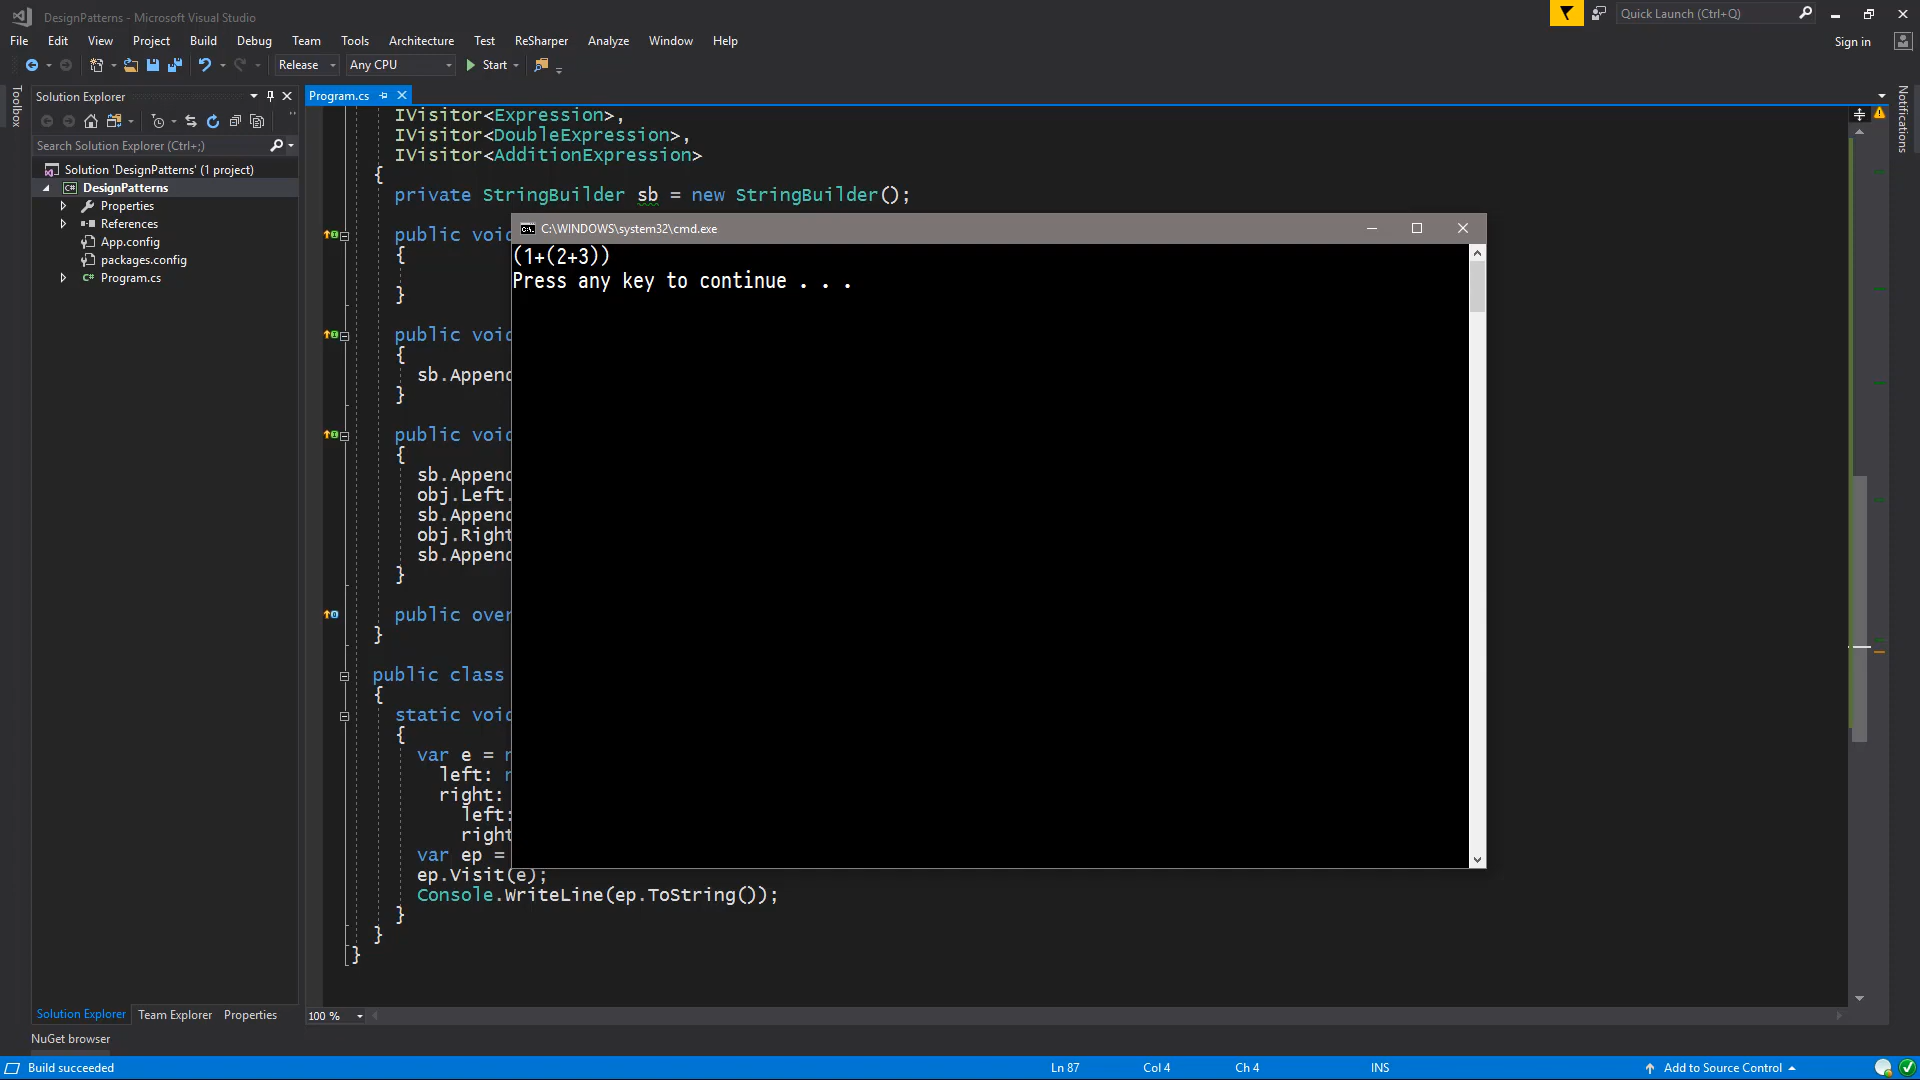 DesignPatterns - Microsoft Visual Studio
Quick Launch (Ctrl+Q)
File Edit View Project Build Debug Team Tools Architecture Test ReSharper Analyze Window Help
Sign in
Release Any CPU Start
Toolbox
Solution Explorer
Program.cs
Notifications
Search Solution Explorer (Ctrl+;)
Solution 'DesignPatterns' (1 project)
DesignPatterns
Properties
References
App.config
packages.config
Program.cs
IVisitor<Expression>,
IVisitor<DoubleExpression>,
IVisitor<AdditionExpression>
{
private StringBuilder sb = new StringBuilder();
public void
{
}
public void
{
sb.Append
}
public void
{
sb.Append
obj.Left.
sb.Append
obj.Right
sb.Append
}
public over
}
public class
{
static void
{
var e = n
left: n
right:
left:
right
var ep =
ep.Visit(e);
Console.WriteLine(ep.ToString());
}
}
}
C:\WINDOWS\system32\cmd.exe
(1+(2+3))
Press any key to continue . . .
100 %
Solution Explorer Team Explorer Properties
NuGet browser
Build succeeded
Ln 87 Col 4 Ch 4 INS
Add to Source Control